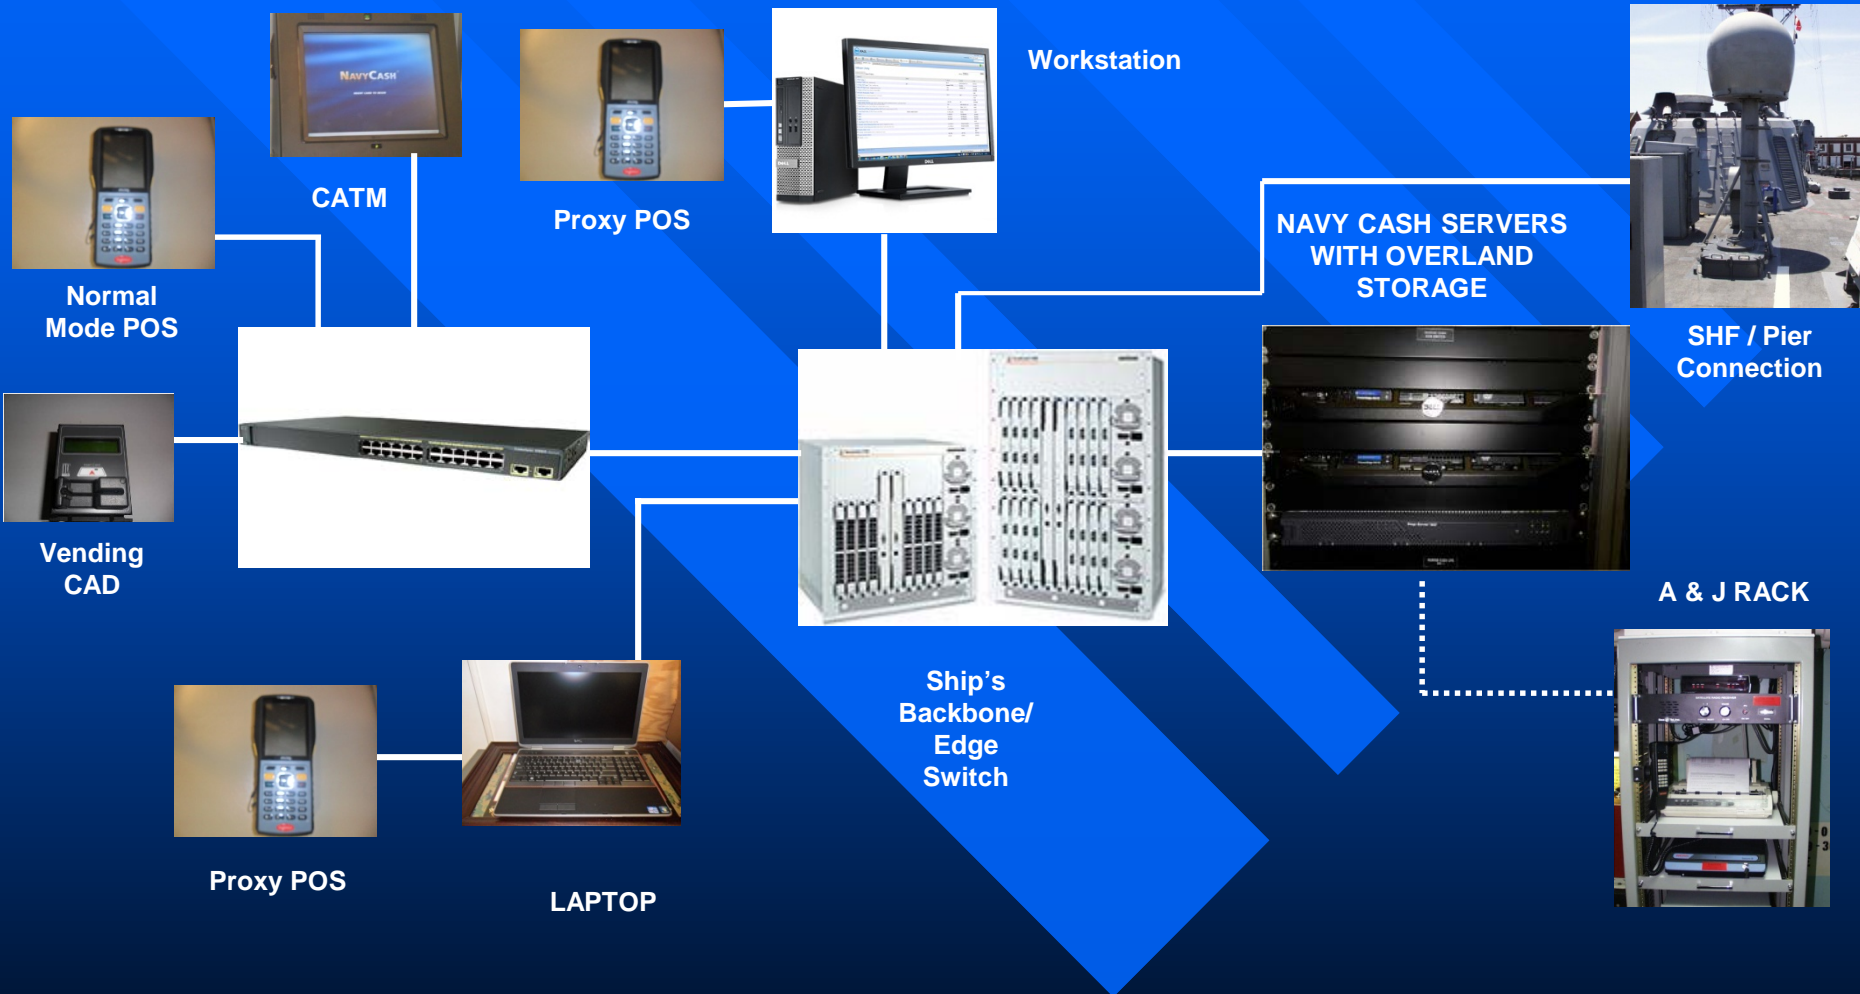 NAVYCASH
Workstation
CATM
Proxy POS
NAVY CASH SERVERS
WITH OVERLAND
STORAGE
Normal
Mode POS
SHF / Pier
Connection
Vending
CAD
A & J RACK
Ship's
Backbone/
Edge
Switch
Proxy POS
LAPTOP
DELL